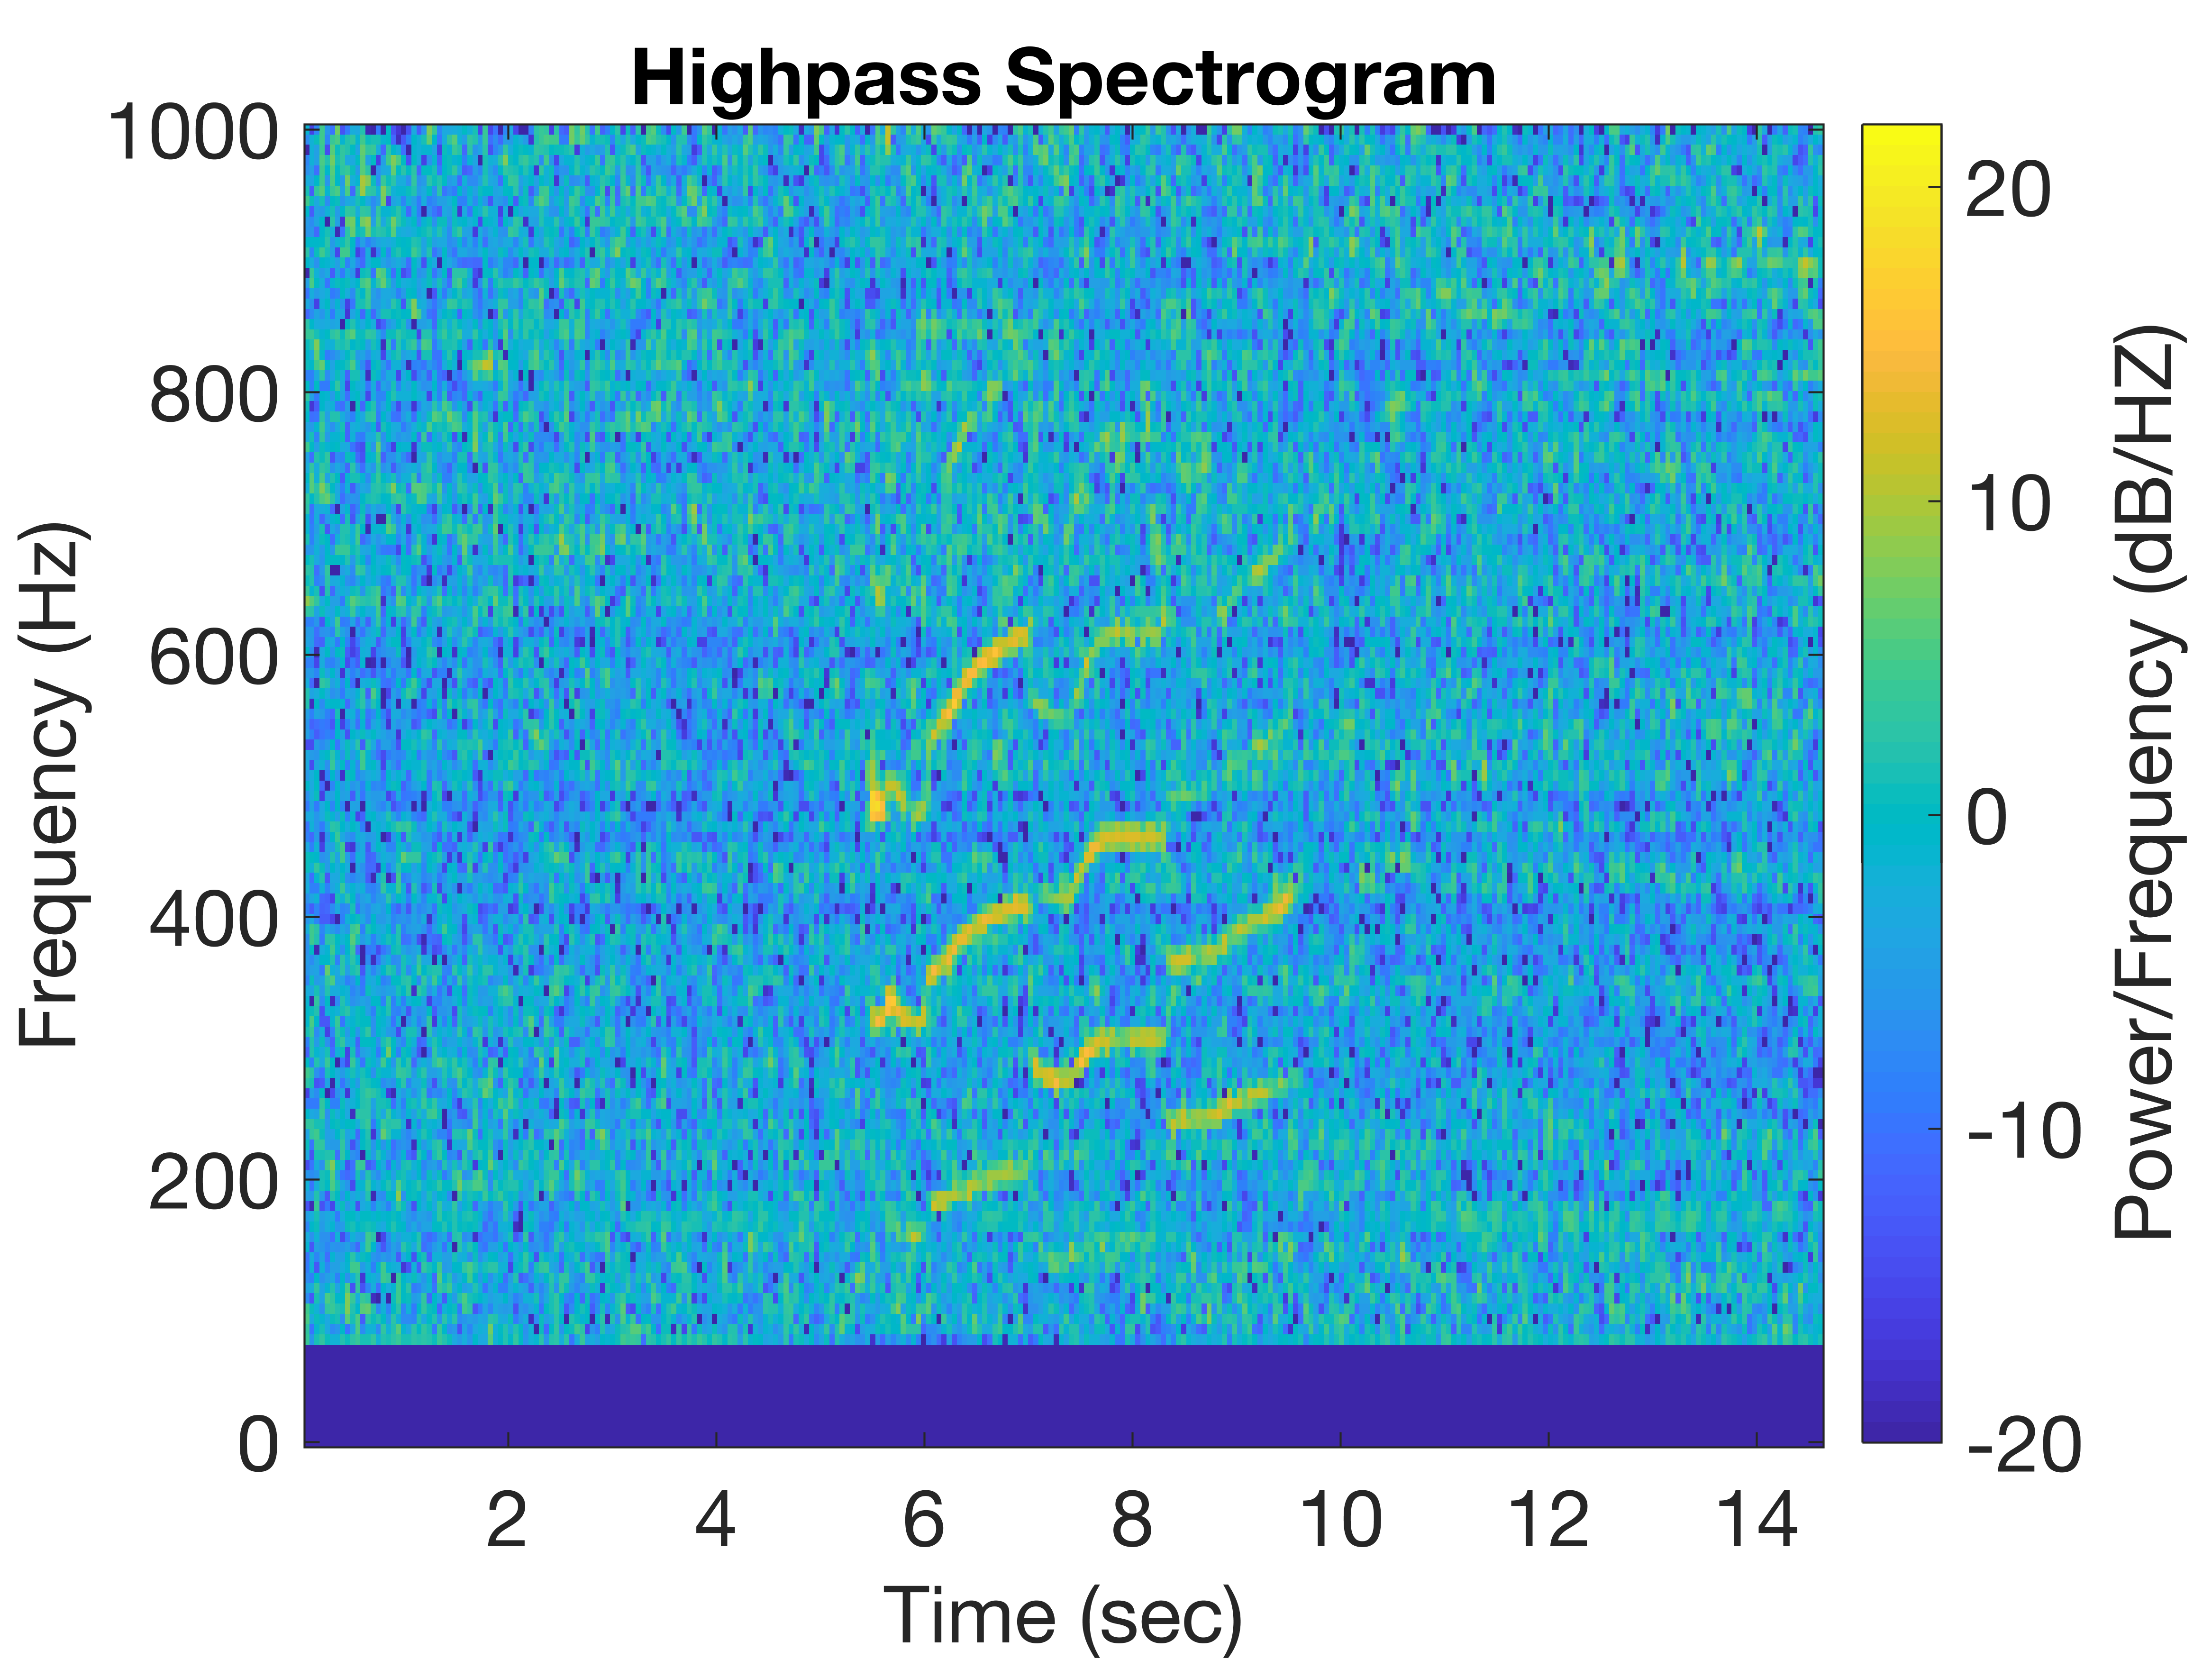 Highpass Spectrogram
1000
800
600
400
200
0
Frequency (Hz)
2 4 6 8 10 12 14
Time (sec)
20
10
0
-10
-20
Power/Frequency (dB/HZ)